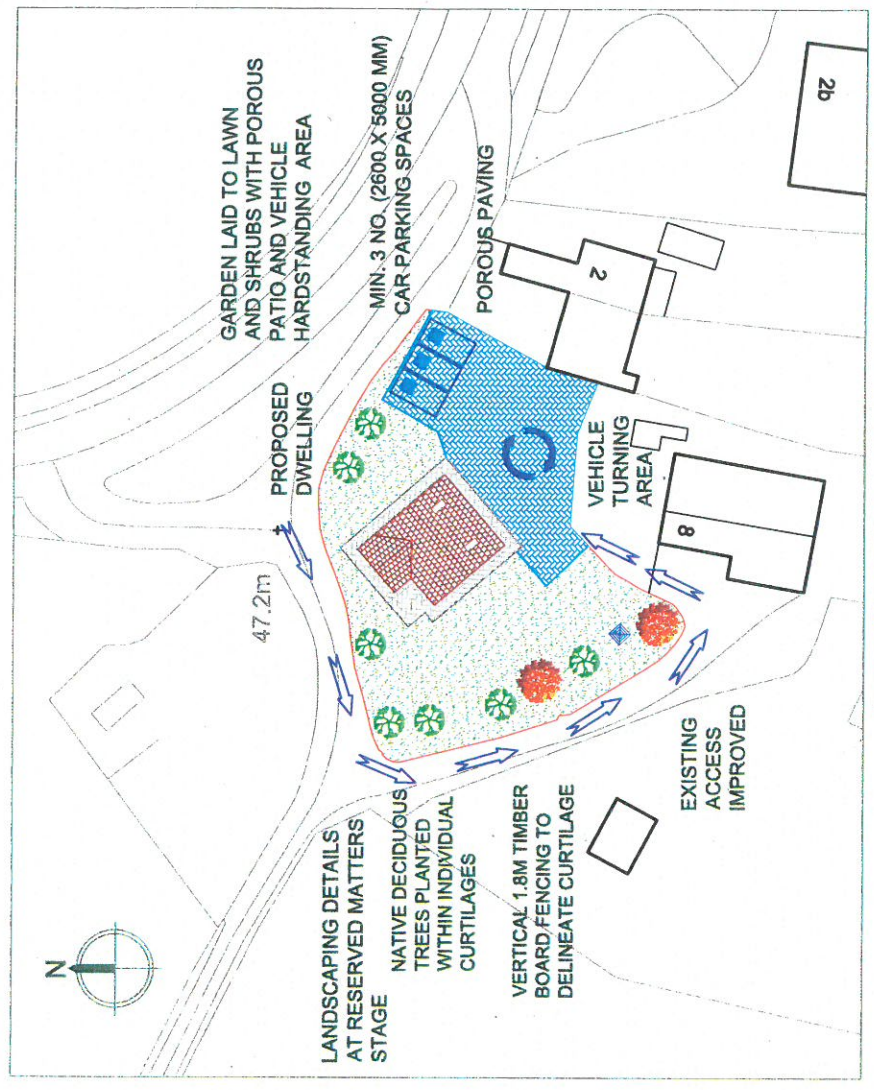 N
LANDSCAPING DETAILS
AT RESERVED MATTERS
STAGE
NATIVE DECIDUOUS
TREES PLANTED
WITHIN INDIVIDUAL
CURTILAGES
VERTICAL 1.8M TIMBER
BOARD FENCING TO
DELINEATE CURTILAGE
EXISTING
ACCESS
IMPROVED
47.2m
PROPOSED
DWELLING
GARDEN LAID TO LAWN
AND SHRUBS WITH POROUS
PATIO AND VEHICLE
HARDSTANDING AREA
MIN. 3 NO. (2600 X 5000 MM)
CAR PARKING SPACES
POROUS PAVING
VEHICLE
TURNING
AREA
8
2
2b